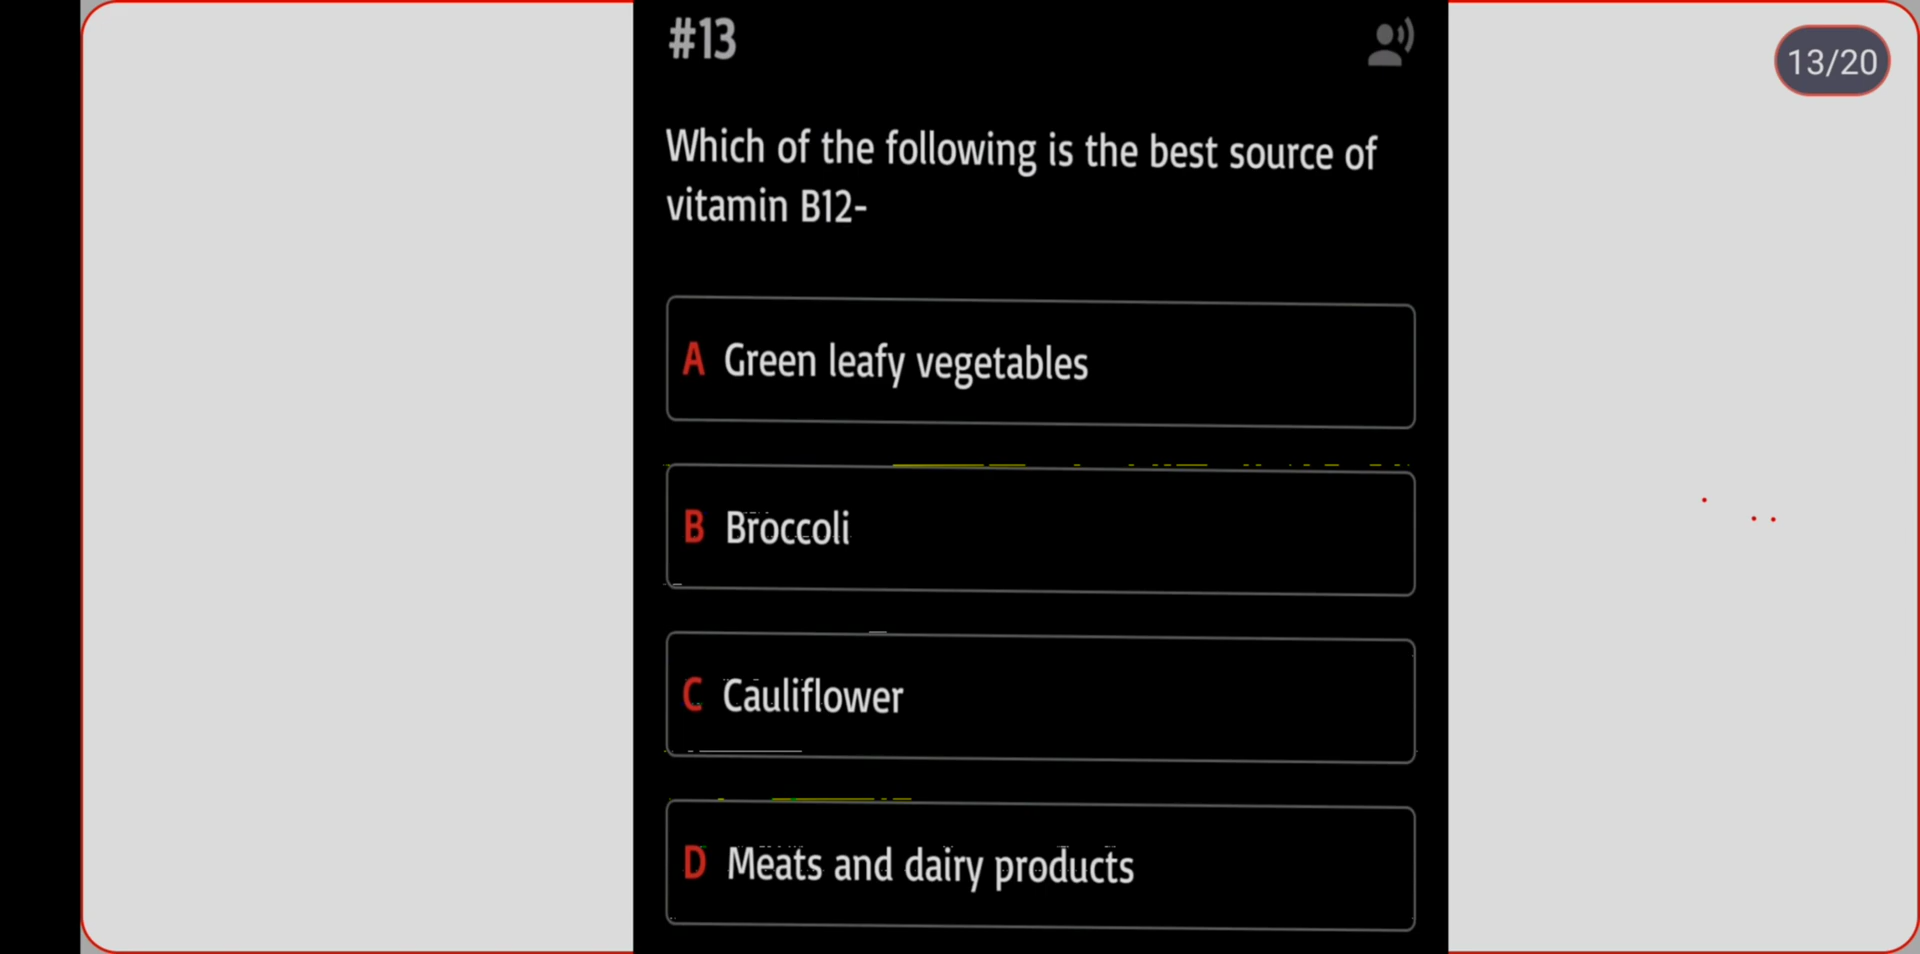 #13
13/20
Which of the following is the best source of
vitamin B12-
A Green leafy vegetables
B Broccoli
C Cauliflower
D Meats and dairy products